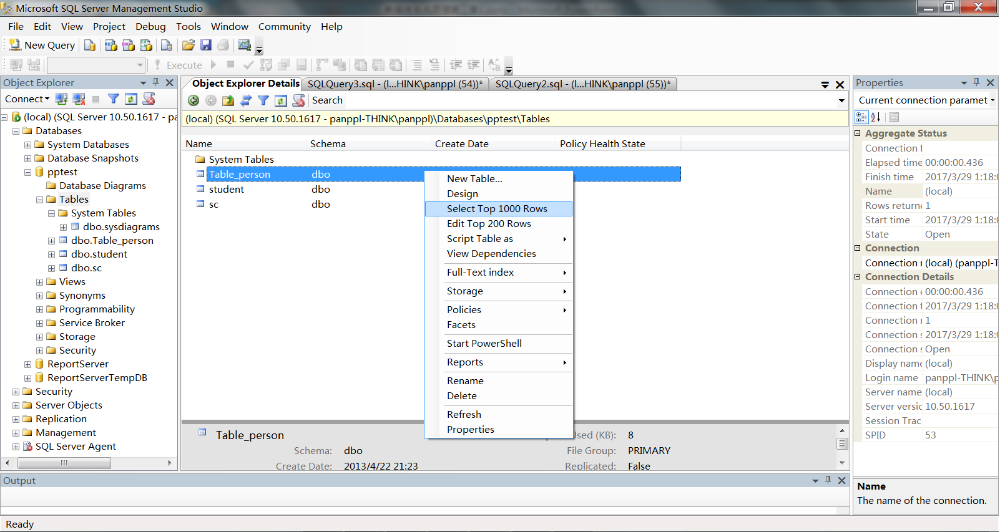 Microsoft SQL Server Management Studio
File Edit View Project Debug Tools Window Community Help
New Query
Execute
Object Explorer
Connect
(local) (SQL Server 10.50.1617 - pa
Databases
System Databases
Database Snapshots
pptest
Database Diagrams
Tables
System Tables
dbo.sysdiagrams
dbo.Table_person
dbo.student
dbo.sc
Views
Synonyms
Programmability
Service Broker
Storage
Security
ReportServer
ReportServerTempDB
Security
Server Objects
Replication
Management
SQL Server Agent
Object Explorer Details SQLQuery3.sql - (l...HINK\panppl (54))* SQLQuery2.sql - (l...HINK\panppl (55))*
Search
(local) (SQL Server 10.50.1617 - panppl-THINK\panppl)\Databases\pptest\Tables
Name Schema Create Date Policy Health State
System Tables
Table_person dbo
student dbo
sc dbo
New Table...
Design
Select Top 1000 Rows
Edit Top 200 Rows
Script Table as
View Dependencies
Full-Text index
Storage
Policies
Facets
Start PowerShell
Reports
Rename
Delete
Refresh
Properties
Table_person
Used (KB): 8
Schema: dbo
File Group: PRIMARY
Create Date: 2013/4/22 21:23
Replicated: False
Properties
Current connection paramet
Aggregate Status
Connection f
Elapsed time 00:00:00.436
Finish time 2017/3/29 1:18:0
Name (local)
Rows returne 1
Start time 2017/3/29 1:18:0
State Open
Connection
Connection r (local) (panppl-T
Connection Details
Connection e 00:00:00.436
Connection f 2017/3/29 1:18:0
Connection r 1
Connection s 2017/3/29 1:18:0
Connection s Open
Display name (local)
Login name panppl-THINK\p
Server name (local)
Server versio 10.50.1617
Session Trac
SPID 53
Name
The name of the connection.
Output
Ready